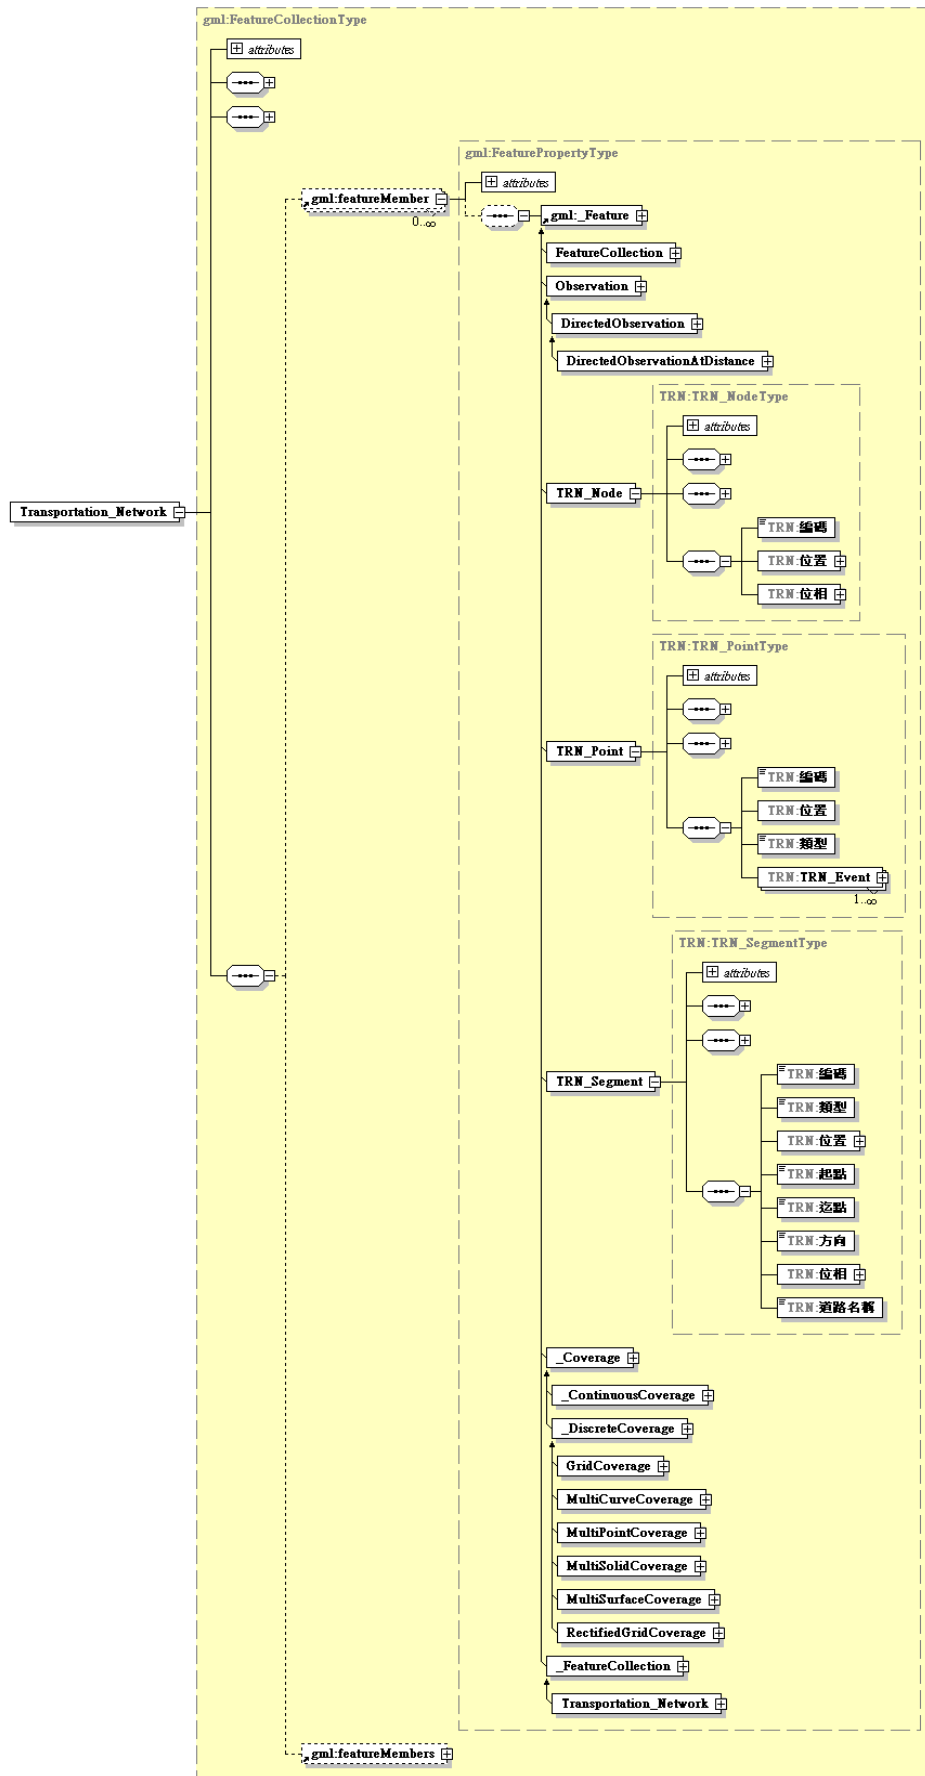 gml:FeatureCollectionType
attributes
gml:FeaturePropertyType
gml:featureMember
0..∞
attributes
gml:_Feature
FeatureCollection
Observation
DirectedObservation
DirectedObservationAtDistance
TRN:TRN_NodeType
attributes
TRN_Node
TRN:編碼
TRN:位置
TRN:位相
Transportation_Network
TRN:TRN_PointType
attributes
TRN_Point
TRN:編碼
TRN:位置
TRN:類型
TRN:TRN_Event
1..∞
TRN:TRN_SegmentType
attributes
TRN_Segment
TRN:編碼
TRN:類型
TRN:位置
TRN:起點
TRN:迄點
TRN:方向
TRN:位相
TRN:道路名稱
_Coverage
_ContinuousCoverage
_DiscreteCoverage
GridCoverage
MultiCurveCoverage
MultiPointCoverage
MultiSolidCoverage
MultiSurfaceCoverage
RectifiedGridCoverage
_FeatureCollection
Transportation_Network
gml:featureMembers